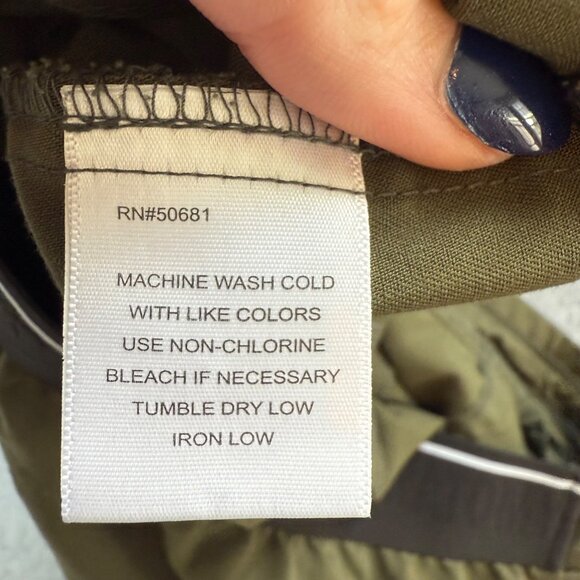 RN#50681
MACHINE WASH COLD
WITH LIKE COLORS
USE NON-CHLORINE
BLEACH IF NECESSARY
TUMBLE DRY LOW
IRON LOW